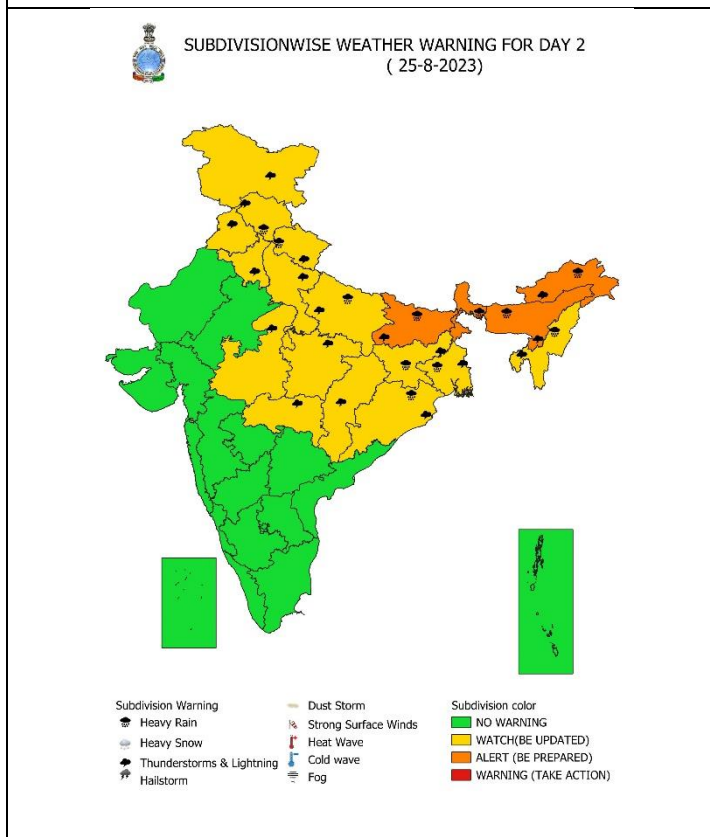 SUBDIVISIONWISE WEATHER WARNING FOR DAY 2
( 25-8-2023)
Subdivision Warning
Heavy Rain
Heavy Snow
Thunderstorms & Lightning
Hailstorm
Dust Storm
Strong Surface Winds
Heat Wave
Cold wave
Fog
Subdivision color
NO WARNING
WATCH(BE UPDATED)
ALERT (BE PREPARED)
WARNING (TAKE ACTION)